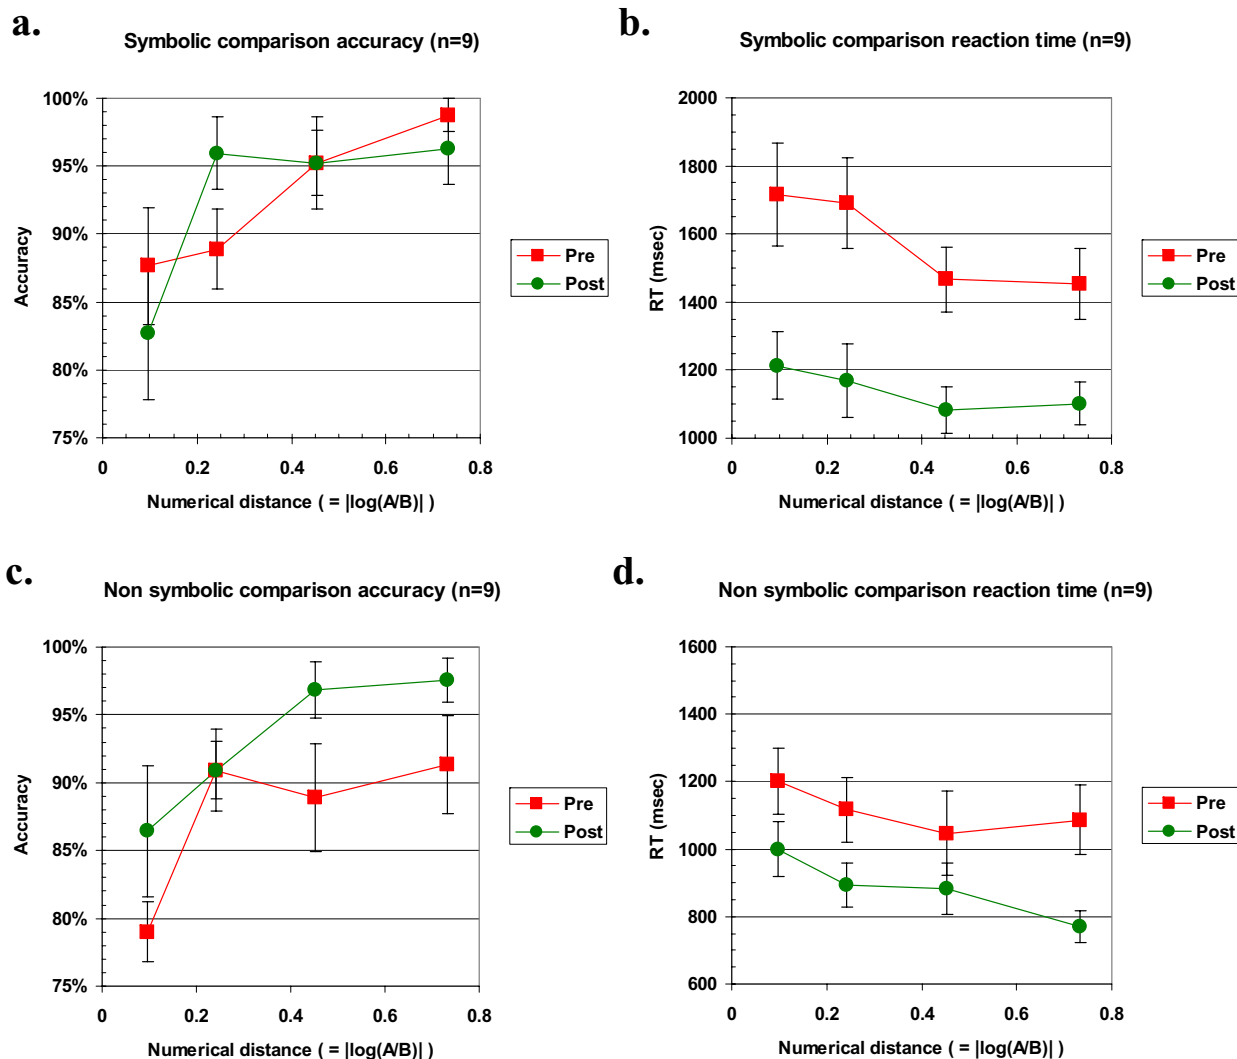 a.
Symbolic comparison accuracy (n=9)
100%
95%
90%
85%
80%
75%
Accuracy
0
0.2
0.4
0.6
0.8
Numerical distance ( = |log(A/B)| )
Pre
Post
b.
Symbolic comparison reaction time (n=9)
2000
1800
1600
1400
1200
1000
RT (msec)
0
0.2
0.4
0.6
0.8
Numerical distance ( = |log(A/B)| )
Pre
Post
c.
Non symbolic comparison accuracy (n=9)
100%
95%
90%
85%
80%
75%
Accuracy
0
0.2
0.4
0.6
0.8
Numerical distance ( = |log(A/B)| )
Pre
Post
d.
Non symbolic comparison reaction time (n=9)
1600
1400
1200
1000
800
600
RT (msec)
0
0.2
0.4
0.6
0.8
Numerical distance ( = |log(A/B)| )
Pre
Post